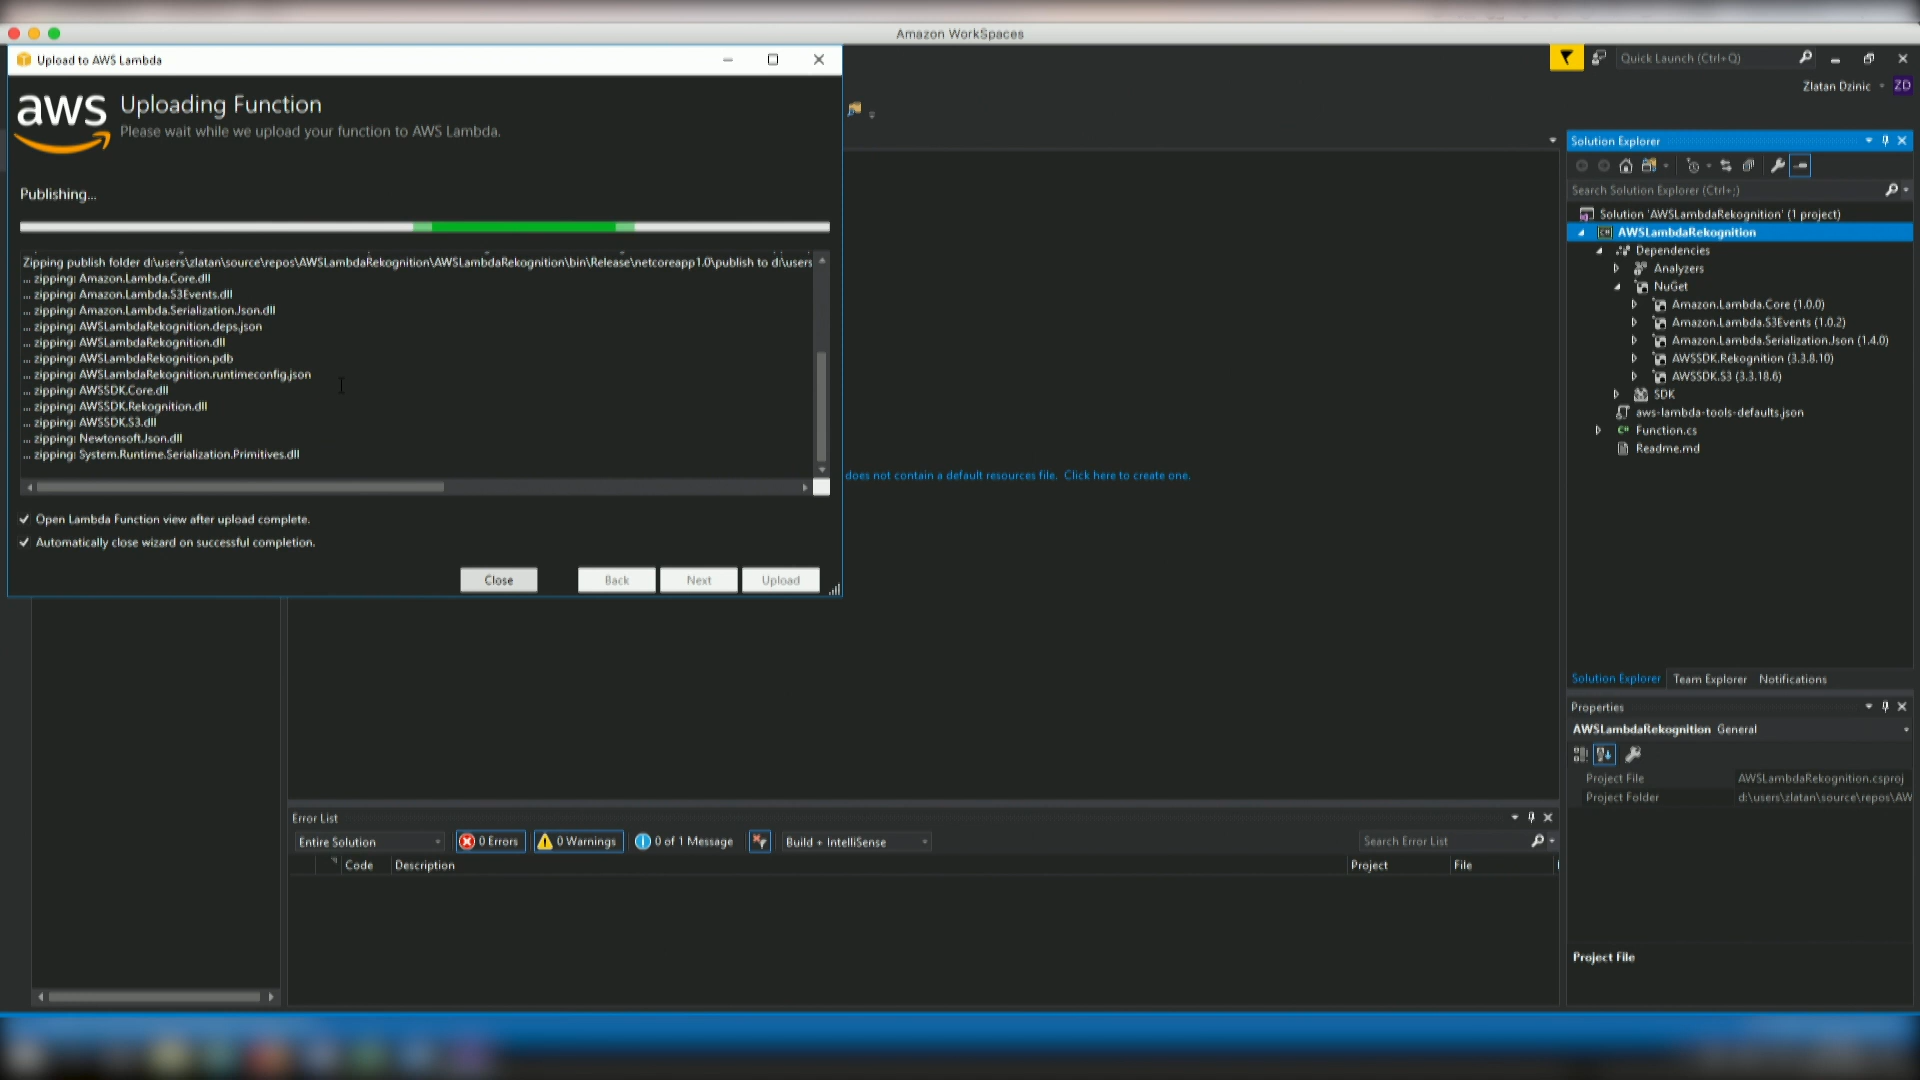 Amazon WorkSpaces
Upload to AWS Lambda
Quick Launch (Ctrl+Q)
Zlatan Dzinic
ZD
aws
Uploading Function
Please wait while we upload your function to AWS Lambda.
Publishing...
Zipping publish folder d:\users\zlatan\source\repos\AWSLambdaRekognition\AWSLambdaRekognition\bin\Release\netcoreapp1.0\publish to d:\users
... zipping: Amazon.Lambda.Core.dll
... zipping: Amazon.Lambda.S3Events.dll
... zipping: Amazon.Lambda.Serialization.Json.dll
... zipping: AWSLambdaRekognition.deps.json
... zipping: AWSLambdaRekognition.dll
... zipping: AWSLambdaRekognition.pdb
... zipping: AWSLambdaRekognition.runtimeconfig.json
... zipping: AWSSDK.Core.dll
... zipping: AWSSDK.Rekognition.dll
... zipping: AWSSDK.S3.dll
... zipping: Newtonsoft.Json.dll
... zipping: System.Runtime.Serialization.Primitives.dll
Open Lambda Function view after upload complete.
Automatically close wizard on successful completion.
Close
Back
Next
Upload
does not contain a default resources file. Click here to create one.
Solution Explorer
Search Solution Explorer (Ctrl+;)
Solution 'AWSLambdaRekognition' (1 project)
C# AWSLambdaRekognition
Dependencies
Analyzers
NuGet
Amazon.Lambda.Core (1.0.0)
Amazon.Lambda.S3Events (1.0.2)
Amazon.Lambda.Serialization.Json (1.4.0)
AWSSDK.Rekognition (3.3.8.10)
AWSSDK.S3 (3.3.18.6)
SDK
aws-lambda-tools-defaults.json
C# Function.cs
Readme.md
Solution Explorer
Team Explorer
Notifications
Properties
AWSLambdaRekognition General
Project File
AWSLambdaRekognition.csproj
Project Folder
d:\users\zlatan\source\repos\AW
Project File
Error List
Entire Solution
0 Errors
0 Warnings
0 of 1 Message
Build + IntelliSense
Search Error List
Code
Description
Project
File